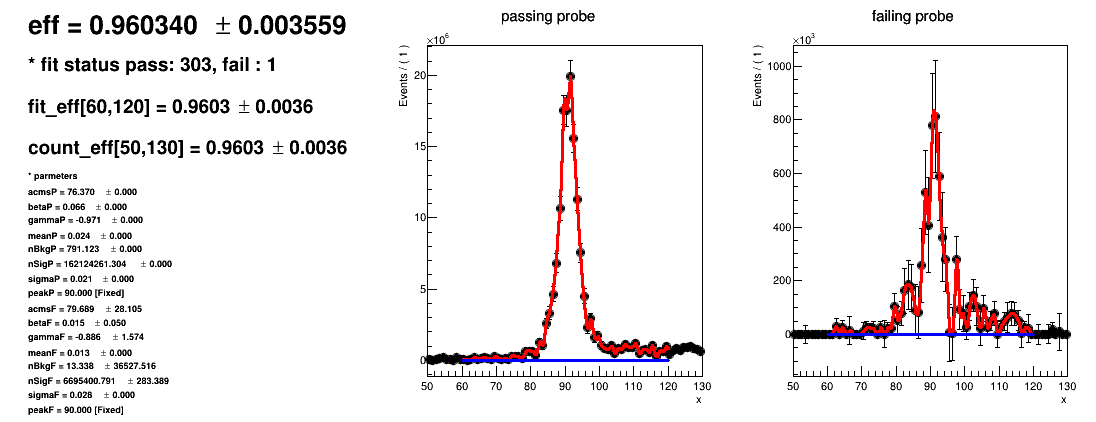 eff = 0.960340 ± 0.003559
* fit status pass: 303, fail : 1
fit_eff[60,120] = 0.9603 ± 0.0036
count_eff[50,130] = 0.9603 ± 0.0036
* parmeters
acmsP = 76.370 ± 0.000
betaP = 0.066 ± 0.000
gammaP = -0.971 ± 0.000
meanP = 0.024 ± 0.000
nBkgP = 791.123 ± 0.000
nSigP = 162124261.304 ± 0.000
sigmaP = 0.021 ± 0.000
peakP = 90.000 [Fixed]
acmsF = 79.689 ± 28.105
betaF = 0.015 ± 0.050
gammaF = -0.886 ± 1.574
meanF = 0.013 ± 0.000
nBkgF = 13.338 ± 36527.516
nSigF = 6695400.791 ± 283.389
sigmaF = 0.028 ± 0.000
peakF = 90.000 [Fixed]
passing probe
×10⁶
Events / ( 1 )
20
15
10
5
0
50 60 70 80 90 100 110 120 130
x
failing probe
×10³
Events / ( 1 )
1000
800
600
400
200
0
50 60 70 80 90 100 110 120 130
x